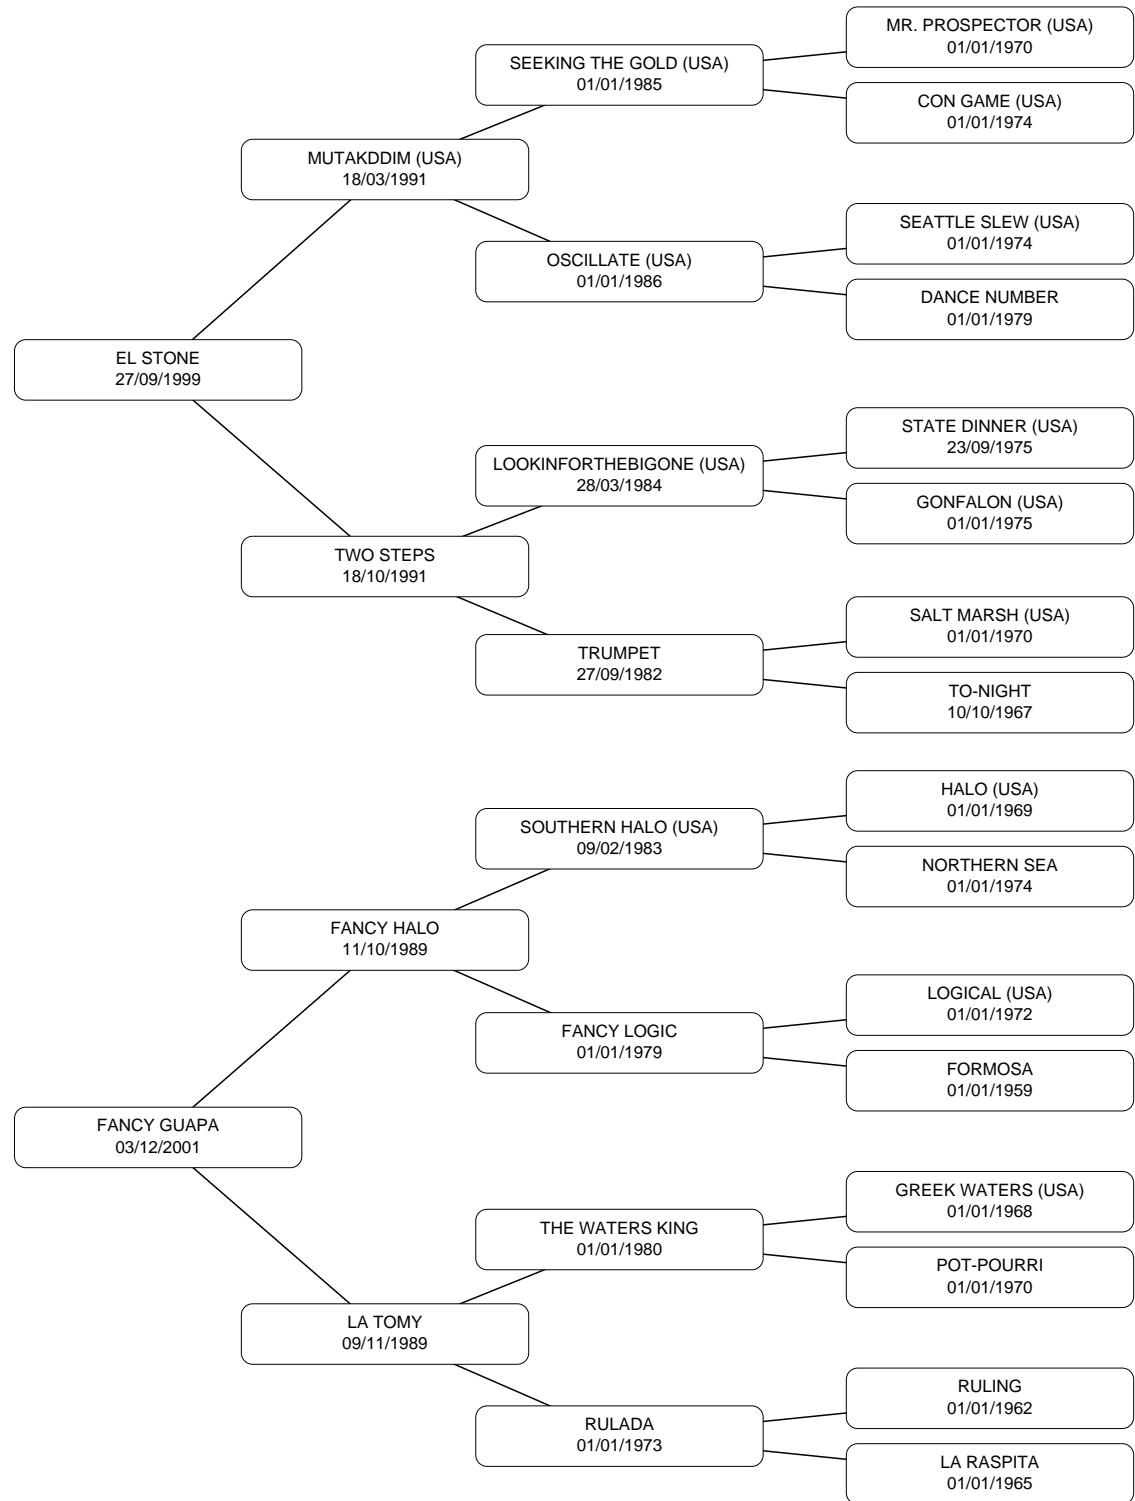 MR. PROSPECTOR (USA)
01/01/1970
SEEKING THE GOLD (USA)
01/01/1985
CON GAME (USA)
01/01/1974
MUTAKDDIM (USA)
18/03/1991
SEATTLE SLEW (USA)
01/01/1974
OSCILLATE (USA)
01/01/1986
DANCE NUMBER
01/01/1979
EL STONE
27/09/1999
STATE DINNER (USA)
23/09/1975
LOOKINFORTHEBIGONE (USA)
28/03/1984
GONFALON (USA)
01/01/1975
TWO STEPS
18/10/1991
SALT MARSH (USA)
01/01/1970
TRUMPET
27/09/1982
TO-NIGHT
10/10/1967
HALO (USA)
01/01/1969
SOUTHERN HALO (USA)
09/02/1983
NORTHERN SEA
01/01/1974
FANCY HALO
11/10/1989
LOGICAL (USA)
01/01/1972
FANCY LOGIC
01/01/1979
FORMOSA
01/01/1959
FANCY GUAPA
03/12/2001
GREEK WATERS (USA)
01/01/1968
THE WATERS KING
01/01/1980
POT-POURRI
01/01/1970
LA TOMY
09/11/1989
RULING
01/01/1962
RULADA
01/01/1973
LA RASPITA
01/01/1965